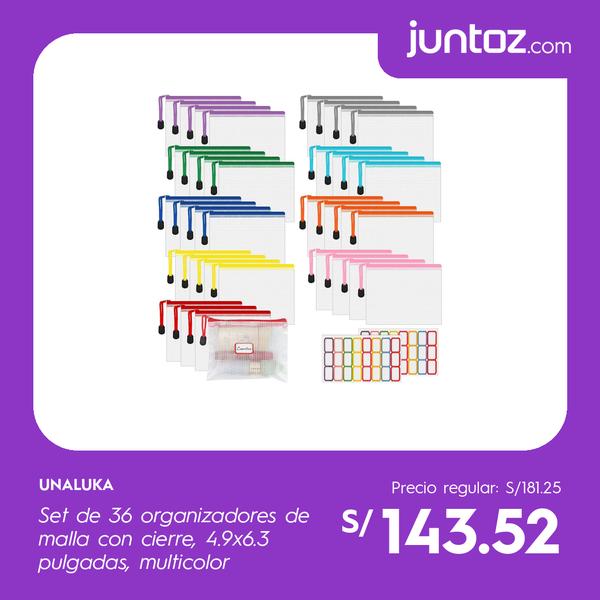 juntoz.com
UNALUKA
Set de 36 organizadores de
malla con cierre, 4.9x6.3
pulgadas, multicolor
Precio regular: S/181.25
S/143.52